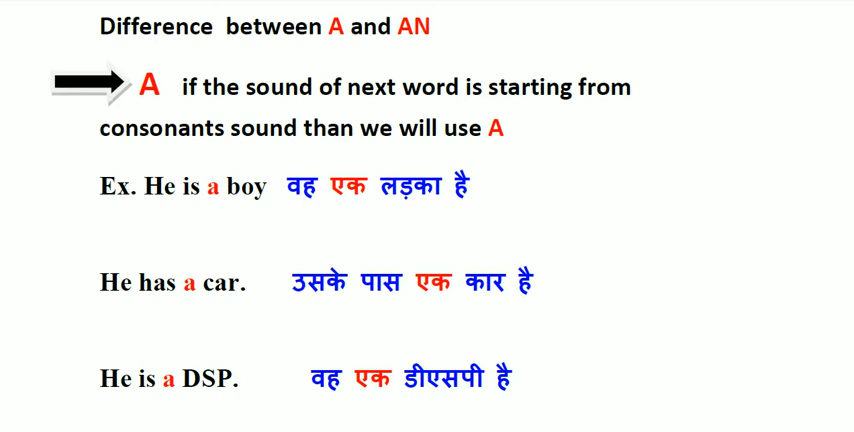 Difference between A and AN
A if the sound of next word is starting from
consonants sound than we will use A
Ex. He is a boy वह एक लड़का है
He has a car. उसके पास एक कार है
He is a DSP. वह एक डीएसपी है